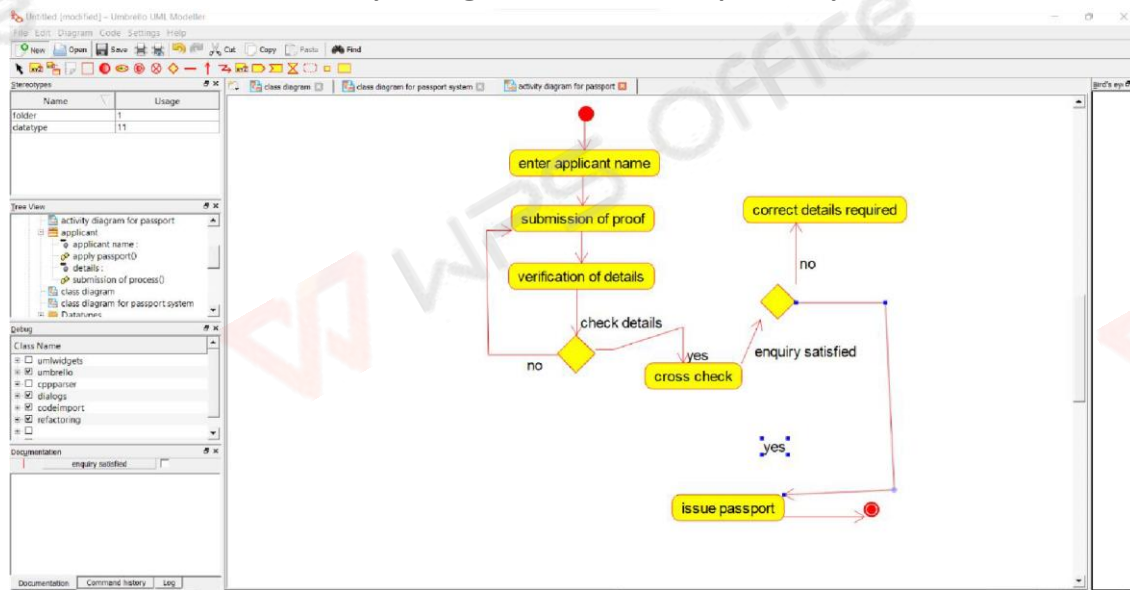 Untitled [modified] – Umbrello UML Modeller
File Edit Diagram Code Settings Help
New Open Save Cut Copy Paste Find
Stereotypes
class diagram class diagram for passport system activity diagram for passport
Bird's eye
Name Usage
folder 1
datatype 11
Tree View
activity diagram for passport
applicant
applicant name :
apply passport()
details :
submission of process()
class diagram
class diagram for passport system
Datatypes
Debug
Class Name
umlwidgets
umbrello
cppparser
dialogs
codeimport
refactoring
Documentation
enquiry satisfied
Documentation Command history Log
enter applicant name
submission of proof
verification of details
check details
no
yes
cross check
enquiry satisfied
no
correct details required
yes
issue passport
WPS Office